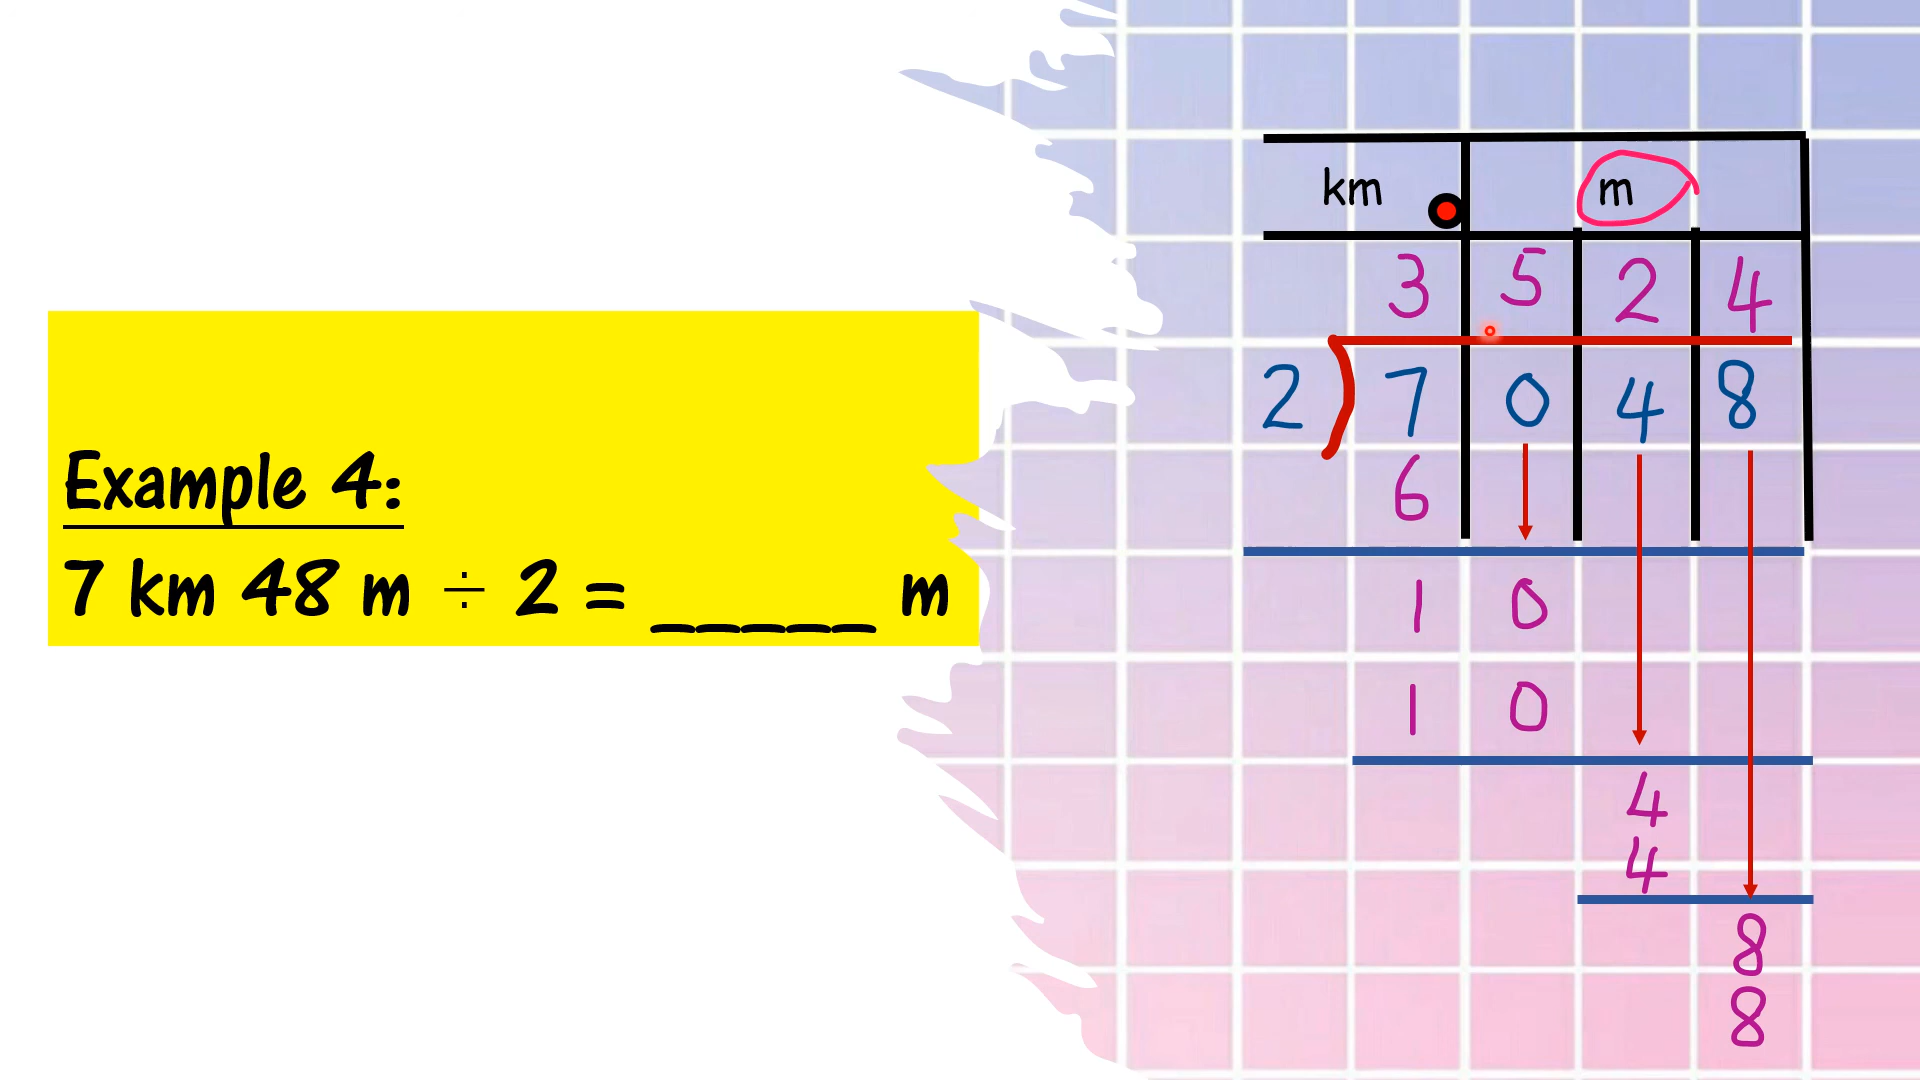 Example 4:
7 km 48 m ÷ 2 = _____ m
km m
3 5 2 4
2 7 0 4 8
6
1 0
1 0
4
4
8
8